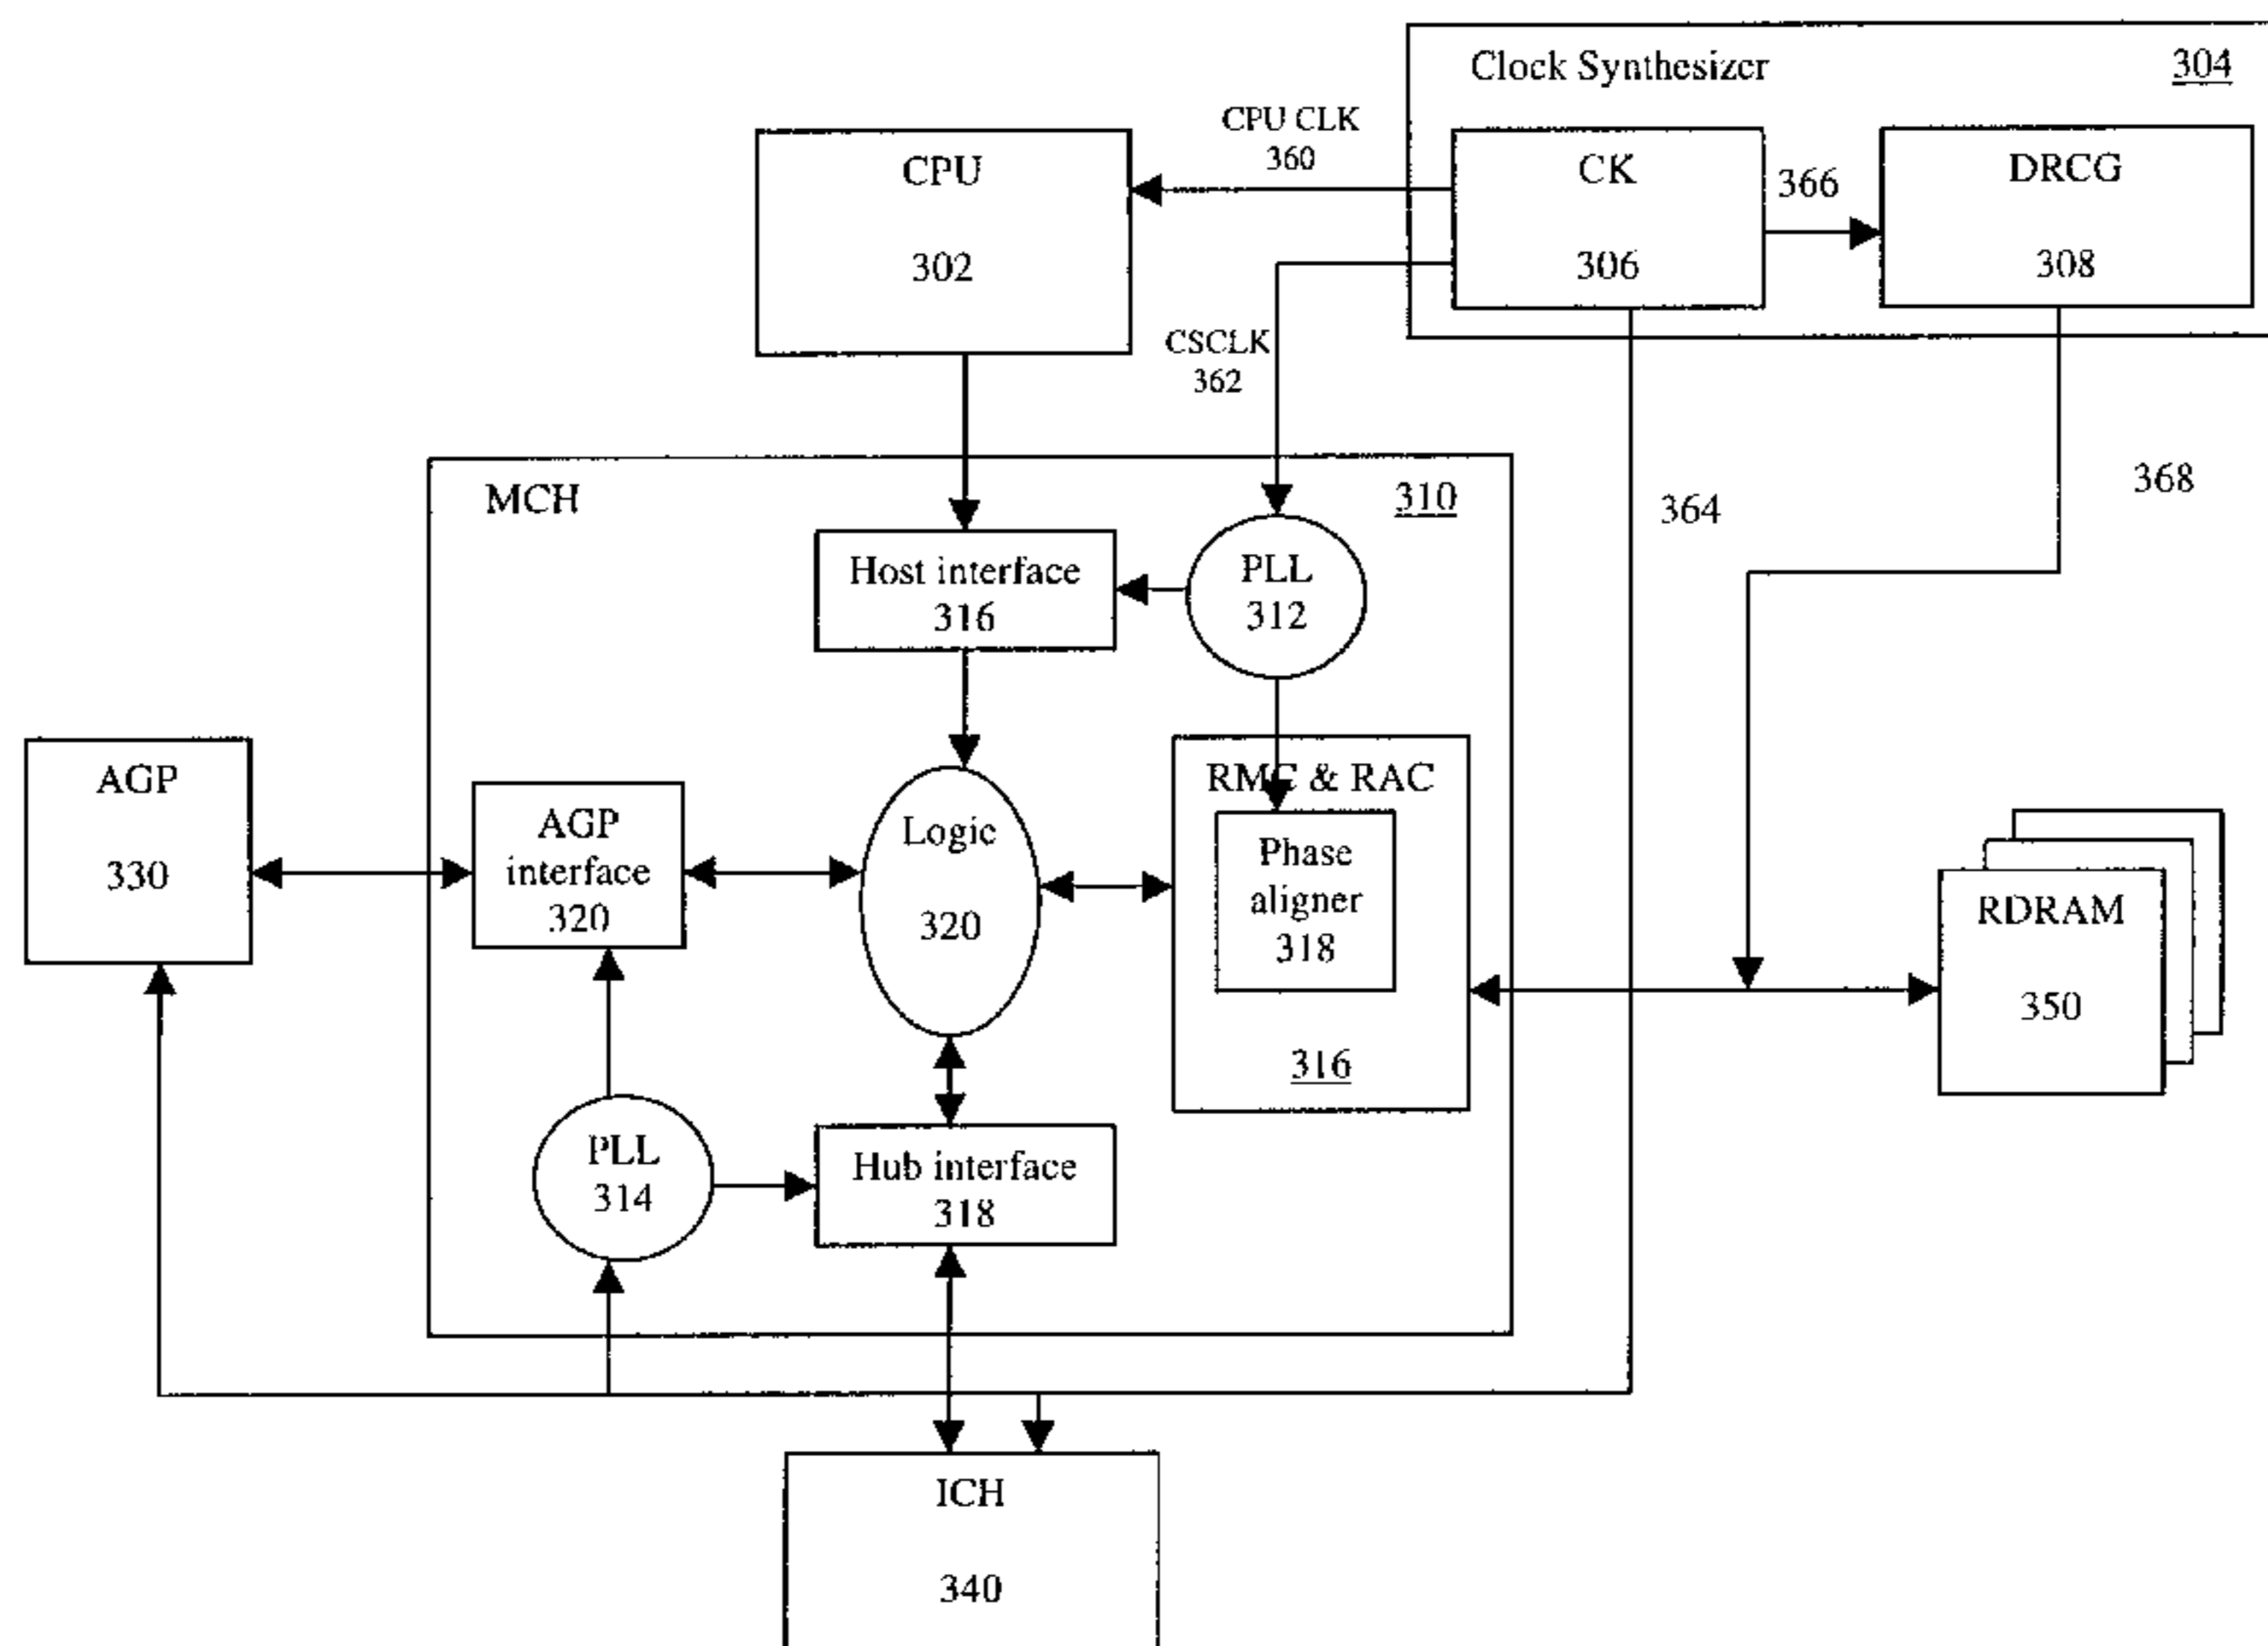 Clock Synthesizer 304
CPU CLK
360
CPU
302
CK
306
366
DRCG
308
CSCLK
362
MCH
310
364
368
Host interface
316
PLL
312
AGP
330
AGP
interface
320
Logic
320
RMC & RAC
Phase
aligner
318
316
RDRAM
350
PLL
314
Hub interface
318
ICH
340